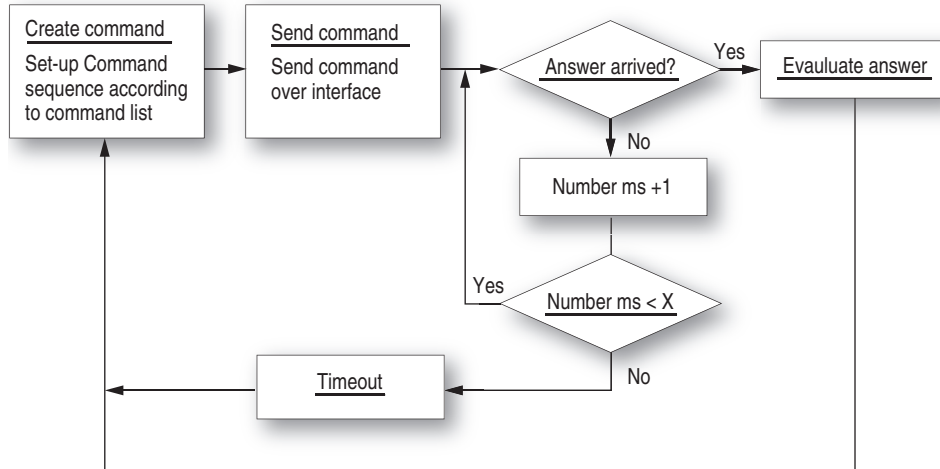 Create command
Set-up Command
sequence according
to command list
Send command
Send command
over interface
Answer arrived?
Yes
Evauluate answer
No
Number ms +1
Yes
Number ms < X
No
Timeout